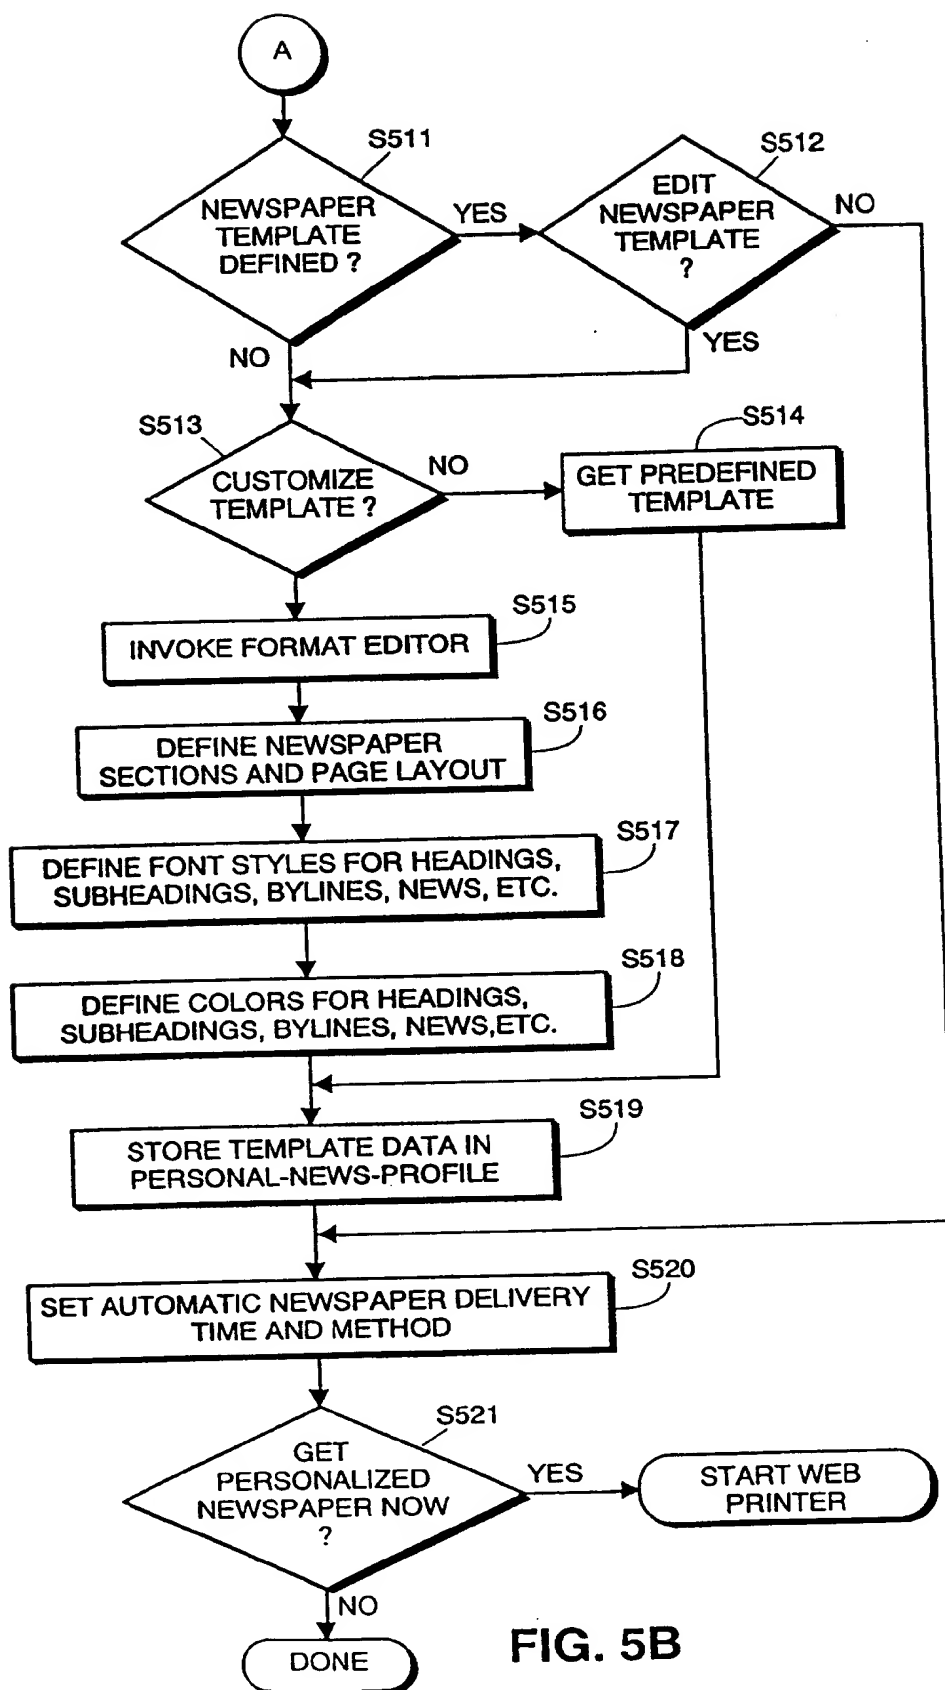 A
S511
NEWSPAPER
TEMPLATE
DEFINED ?
YES
S512
EDIT
NEWSPAPER
TEMPLATE
?
NO
YES
NO
S513
CUSTOMIZE
TEMPLATE ?
NO
S514
GET PREDEFINED
TEMPLATE
S515
INVOKE FORMAT EDITOR
S516
DEFINE NEWSPAPER
SECTIONS AND PAGE LAYOUT
S517
DEFINE FONT STYLES FOR HEADINGS,
SUBHEADINGS, BYLINES, NEWS, ETC.
S518
DEFINE COLORS FOR HEADINGS,
SUBHEADINGS, BYLINES, NEWS,ETC.
S519
STORE TEMPLATE DATA IN
PERSONAL-NEWS-PROFILE
S520
SET AUTOMATIC NEWSPAPER DELIVERY
TIME AND METHOD
S521
GET
PERSONALIZED
NEWSPAPER NOW
?
YES
START WEB
PRINTER
NO
DONE
FIG. 5B